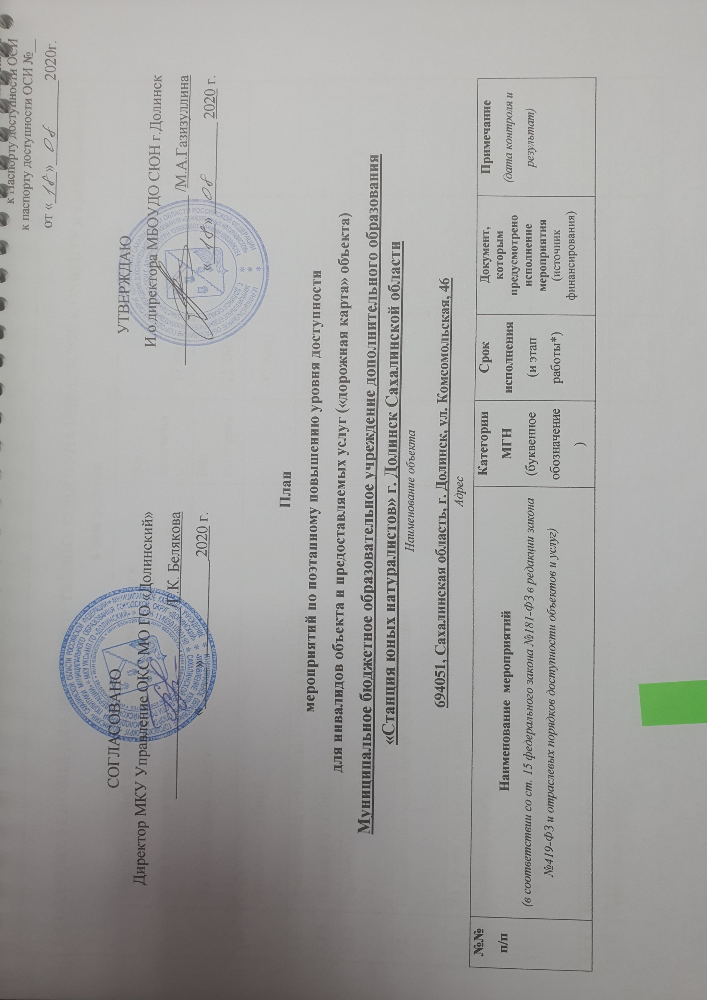 к Паспорту доступности ОСИ
к паспорту доступности ОСИ №__
от «18» 08 2020г.
СОГЛАСОВАНО
Директор МКУ Управление ОКС МО ГО «Долинский»
.К. Белякова
« » 2020 г.
УТВЕРЖДАЮ
И.о директора МБОУ ДО СЮН г.Долинск
/М.А.Газизуллина
«18» 08 2020 г.
План
мероприятий по поэтапному повышению уровня доступности
для инвалидов объекта и предоставляемых услуг («дорожная карта» объекта)
Муниципальное бюджетное образовательное учреждение дополнительного образования
«Станция юных натуралистов» г. Долинск Сахалинской области
Наименование объекта
694051, Сахалинская область, г. Долинск, ул. Комсомольская, 46
Адрес
№№
п/п
Наименование мероприятий
(в соответствии со ст. 15 федерального закона №181-ФЗ в редакции закона
№419-ФЗ и отраслевых порядков доступности объектов и услуг)
Категории
МГН
(буквенное
обозначение
)
Срок
исполнения
(и этап
работы*)
Документ,
которым
предусмотрено
исполнение
мероприятия
(источник
финансирования)
Примечание
(дата контроля и
результат)